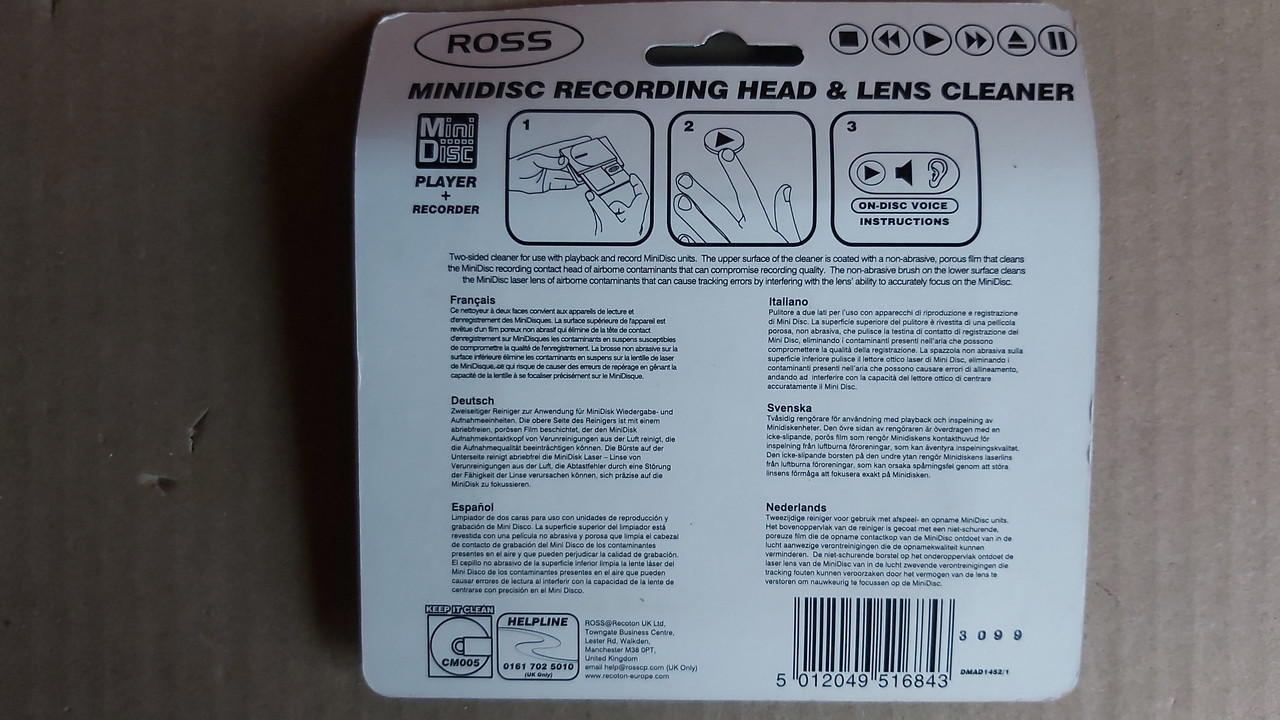 ROSS
MINIDISC RECORDING HEAD & LENS CLEANER
Mini
Disc
PLAYER
+
RECORDER
1
2
3
ON-DISC VOICE
INSTRUCTIONS
Two-sided cleaner for use with playback and record MiniDisc units. The upper surface of the cleaner is coated with a non-abrasive, porous film that cleans
the MiniDisc recording contact head of airborne contaminants that can compromise recording quality. The non-abrasive brush on the lower surface cleans
the MiniDisc laser lens of airborne contaminants that can cause tracking errors by interfering with the lens' ability to accurately focus on the MiniDisc.
Français
Ce nettoyeur à deux faces convient aux appareils de lecture et
d'enregistrement des MiniDisques. La surface supérieure de l'appareil est
revêtue d'un film poreux non abrasif qui élimine de la tête de contact
d'enregistrement sur MiniDisques les contaminants en suspens susceptibles
de compromettre la qualité de l'enregistrement. La brosse non abrasive sur la
surface inférieure élimine les contaminants en suspens sur la lentille de laser
de MiniDisque, ce qui risque de causer des erreurs de repérage en gênant la
capacité de la lentille à se focaliser précisément sur le MiniDisque.
Deutsch
Zweiseitiger Reiniger zur Anwendung für MiniDisk Wiedergabe- und
Aufnahmeeinheiten. Die obere Seite des Reinigers ist mit einem
abriebfreien, porösen Film beschichtet, der den MiniDisk
Aufnahmekontaktkopf von Verunreinigungen aus der Luft reinigt, die
die Aufnahmequalität beeinträchtigen können. Die Bürste auf der
Unterseite reinigt abriebfrei die MiniDisk Laser – Linse von
Verunreinigungen aus der Luft, die Abtastfehler durch eine Störung
der Fähigkeit der Linse verursachen können, sich präzise auf die
MiniDisk zu fokussieren.
Español
Limpiador de dos caras para uso con unidades de reproducción y
grabación de Mini Disco. La superficie superior del limpiador está
revestida con una película no abrasiva y porosa que limpia el cabezal
de contacto de grabación del Mini Disco de los contaminantes
presentes en el aire y que pueden perjudicar la calidad de grabación.
El cepillo no abrasivo de la superficie inferior limpia la lente láser del
Mini Disco de los contaminantes presentes en el aire que pueden
causar errores de lectura al interferir con la capacidad de la lente de
centrarse con precisión en el Mini Disco.
Italiano
Pulitore a due lati per l'uso con apparecchi di riproduzione e registrazione
di Mini Disc. La superficie superiore del pulitore è rivestita di una pellicola
porosa, non abrasiva, che pulisce la testina di contatto di registrazione del
Mini Disc, eliminando i contaminanti presenti nell'aria che possono
compromettere la qualità della registrazione. La spazzola non abrasiva sulla
superficie inferiore pulisce il lettore ottico laser di Mini Disc, eliminando i
contaminanti presenti nell'aria che possono causare errori di allineamento,
andando ad interferire con la capacità del lettore ottico di centrare
accuratamente il Mini Disc.
Svenska
Tvåsidig rengörare för användning med playback och inspelning av
Minidiskenheter. Den övre sidan av rengöraren är överdragen med en
icke-slipande, porös film som rengör Minidiskens kontakthuvud för
inspelning från luftburna föroreningar, som kan äventyra inspelningskvalitet.
Den icke-slipande borsten på den undre ytan rengör Minidiskens laserlins
från luftburna föroreningar, som kan orsaka spårningsfel genom att störa
linsens förmåga att fokusera exakt på Minidisken.
Nederlands
Tweezijdige reiniger voor gebruik met afspeel- en opname MiniDisc units.
Het bovenoppervlak van de reiniger is gecoat met een niet-schurende,
poreuze film die de opname contactkop van de MiniDisc ontdoet van in de
lucht aanwezige verontreinigingen die de opnamekwaliteit kunnen
verminderen. De niet-schurende borstel op het onderoppervlak ontdoet de
laser lens van de MiniDisc van in de lucht zwevende verontreinigingen die
tracking fouten kunnen veroorzaken door het vermogen van de lens te
verstoren om nauwkeurig te focussen op de MiniDisc.
KEEP IT CLEAN
CM005
HELPLINE
0161 702 5010
(UK Only)
ROSS@Recoton UK Ltd,
Towngate Business Centre,
Lester Rd, Walkden,
Manchester M38 0PT,
United Kingdom
email help@rosscp.com (UK Only)
www.recoton-europe.com
3 0 9 9
DMAD1452/1
5 012049 516843